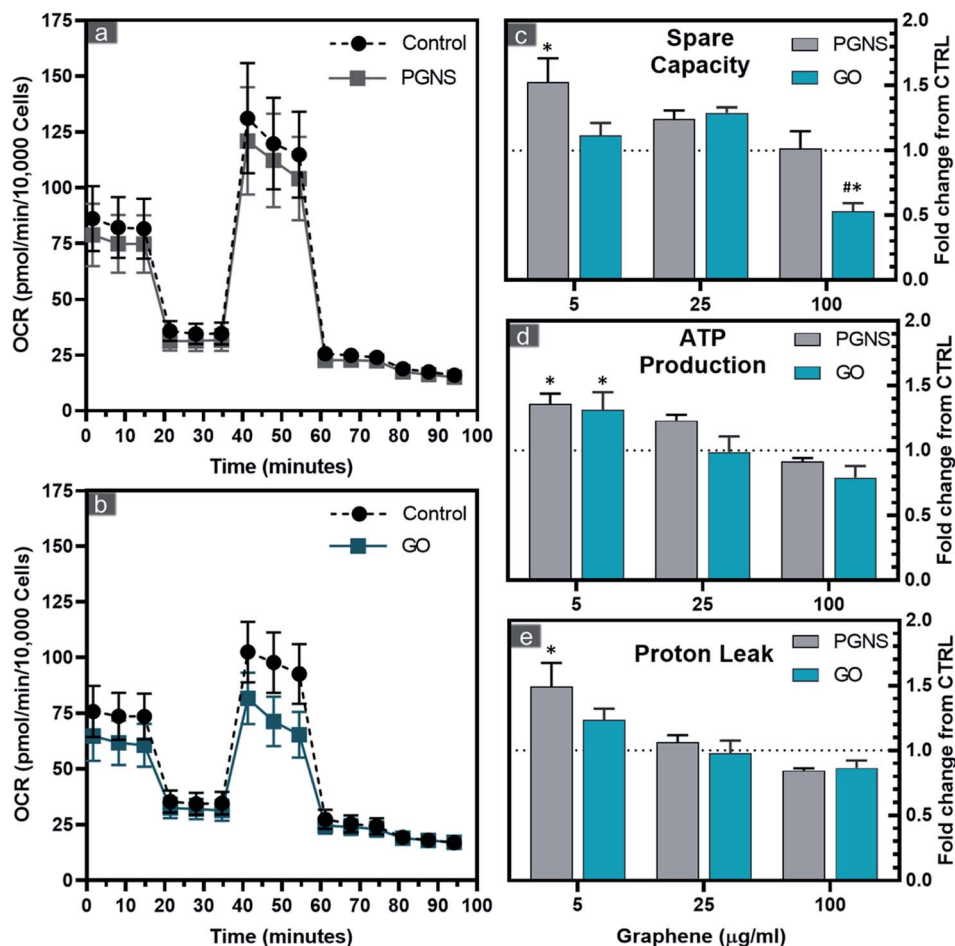 a
175
150
125
100
75
50
25
0
OCR (pmol/min/10,000 Cells)
Control
PGNS
0 10 20 30 40 50 60 70 80 90 100
Time (minutes)
b
175
150
125
100
75
50
25
0
OCR (pmol/min/10,000 Cells)
Control
GO
0 10 20 30 40 50 60 70 80 90 100
Time (minutes)
c
Spare
Capacity
PGNS
GO
*
#*
2.0
1.5
1.0
0.5
0.0
Fold change from CTRL
5 25 100
d
ATP
Production
PGNS
GO
* *
2.0
1.5
1.0
0.5
0.0
Fold change from CTRL
5 25 100
e
Proton Leak
PGNS
GO
*
2.0
1.5
1.0
0.5
0.0
Fold change from CTRL
5 25 100
Graphene (μg/ml)